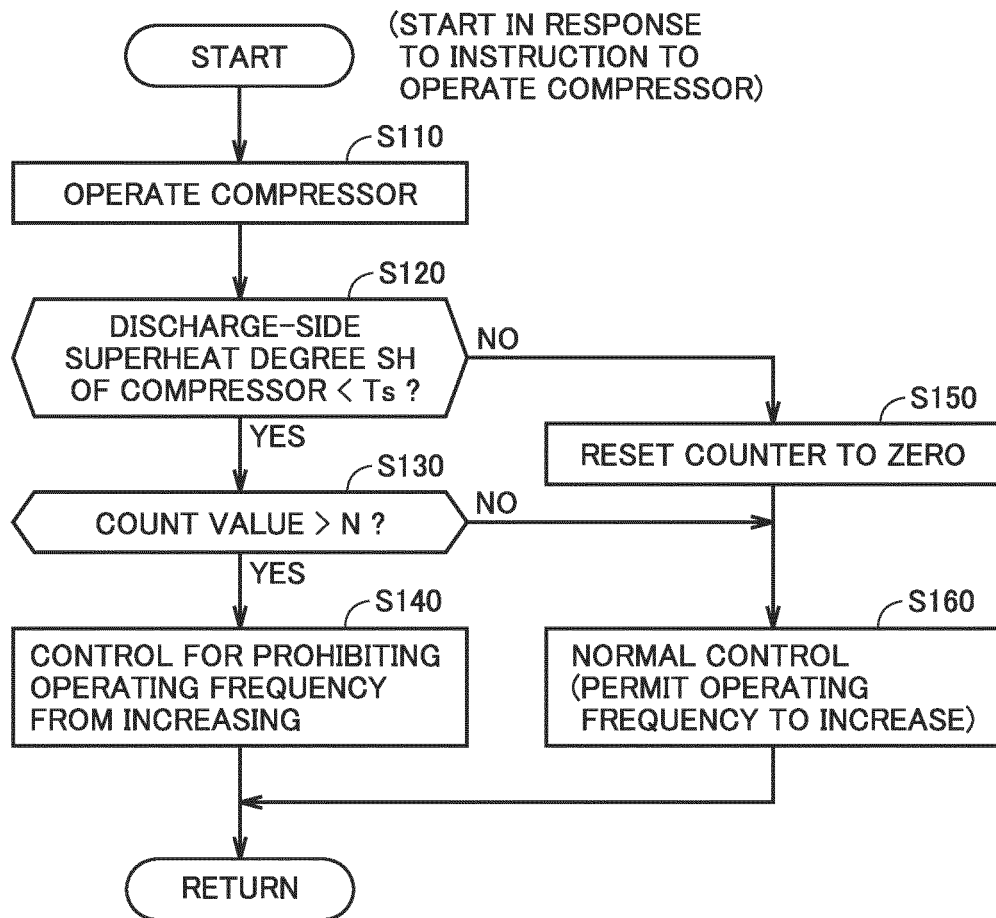 START
(START IN RESPONSE
TO INSTRUCTION TO
OPERATE COMPRESSOR)
S110
OPERATE COMPRESSOR
S120
DISCHARGE-SIDE
SUPERHEAT DEGREE SH
OF COMPRESSOR < Ts ?
NO
YES
S150
RESET COUNTER TO ZERO
S130
COUNT VALUE > N ?
NO
YES
S140
CONTROL FOR PROHIBITING
OPERATING FREQUENCY
FROM INCREASING
S160
NORMAL CONTROL
(PERMIT OPERATING
FREQUENCY TO INCREASE)
RETURN